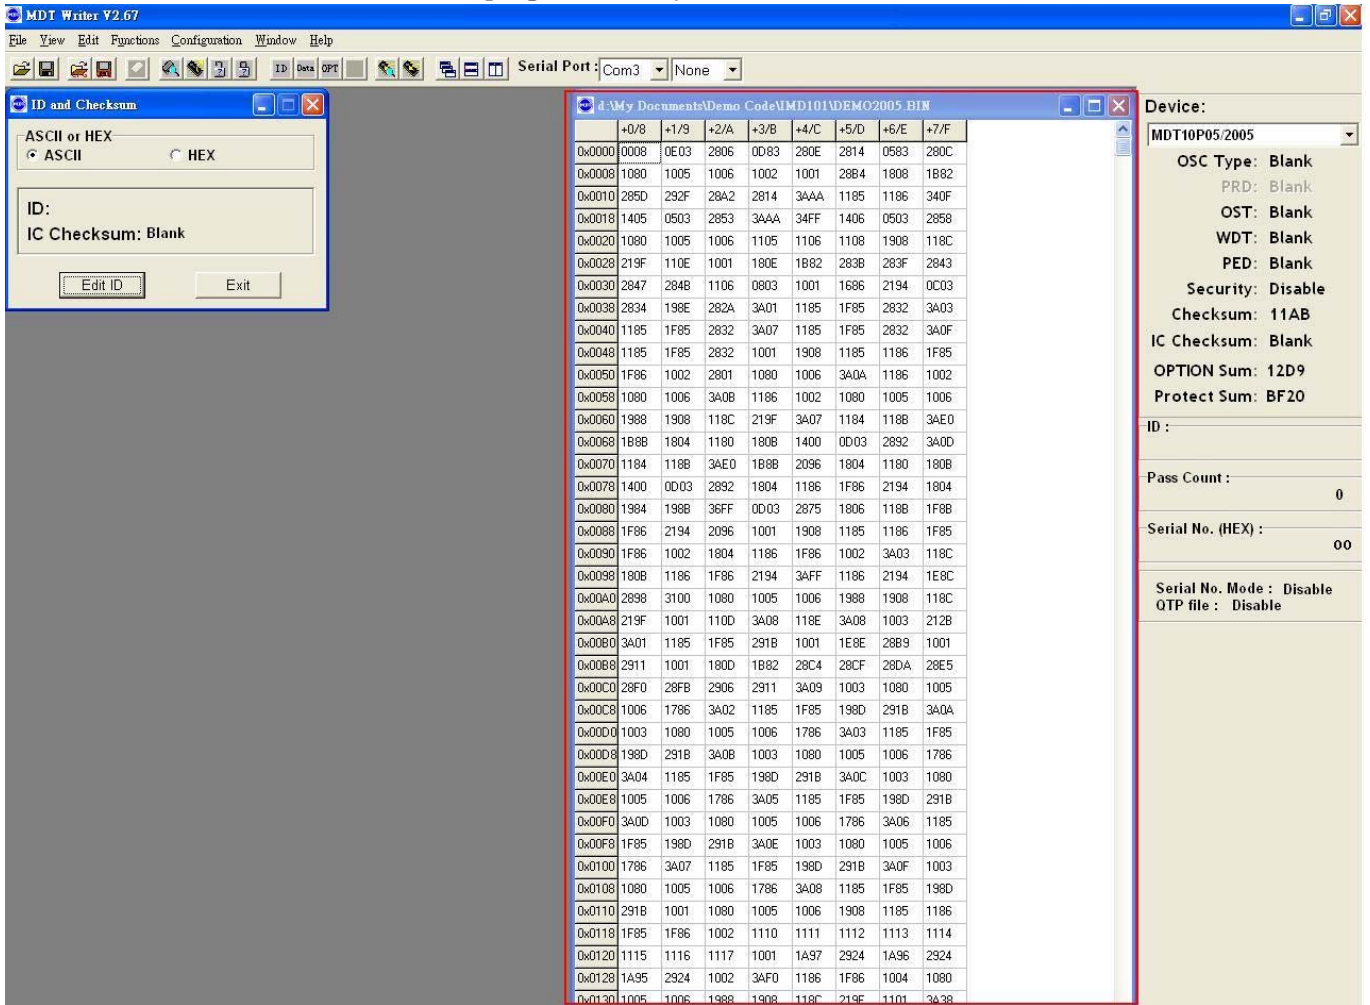 MDT Writer V2.67
File View Edit Functions Configuration Window Help
ID Data OPT Serial Port : Com3 None
ID and Checksum
ASCII or HEX
ASCII HEX
ID:
IC Checksum: Blank
Edit ID Exit
d:\My Documents\Demo Code\IMD101\DEMO2005.BIN
+0/8 +1/9 +2/A +3/B +4/C +5/D +6/E +7/F
0x0000 0008 0E03 2806 0D83 280E 2814 0583 280C
0x0008 1080 1005 1006 1002 1001 28B4 1808 1B82
0x0010 285D 292F 28A2 2814 3AAA 1185 1186 340F
0x0018 1405 0503 2853 3AAA 34FF 1406 0503 2858
0x0020 1080 1005 1006 1105 1106 1108 1908 118C
0x0028 219F 110E 1001 180E 1B82 283B 283F 2843
0x0030 2847 284B 1106 0803 1001 1686 2194 0C03
0x0038 2834 198E 282A 3A01 1185 1F85 2832 3A03
0x0040 1185 1F85 2832 3A07 1185 1F85 2832 3A0F
0x0048 1185 1F85 2832 1001 1908 1185 1186 1F85
0x0050 1F86 1002 2801 1080 1006 3A0A 1186 1002
0x0058 1080 1006 3A0B 1186 1002 1080 1005 1006
0x0060 1988 1908 118C 219F 3A07 1184 118B 3AE0
0x0068 1B8B 1804 1180 180B 1400 0D03 2892 3A0D
0x0070 1184 118B 3AE0 1B8B 2096 1804 1180 180B
0x0078 1400 0D03 2892 1804 1186 1F86 2194 1804
0x0080 1984 198B 36FF 0D03 2875 1806 118B 1F8B
0x0088 1F86 2194 2096 1001 1908 1185 1186 1F85
0x0090 1F86 1002 1804 1186 1F86 1002 3A03 118C
0x0098 180B 1186 1F86 2194 3AFF 1186 2194 1E8C
0x00A0 2898 3100 1080 1005 1006 1988 1908 118C
0x00A8 219F 1001 110D 3A08 118E 3A08 1003 212B
0x00B0 3A01 1185 1F85 291B 1001 1E8E 28B9 1001
0x00B8 2911 1001 180D 1B82 28C4 28CF 28DA 28E5
0x00C0 28F0 28FB 2906 2911 3A09 1003 1080 1005
0x00C8 1006 1786 3A02 1185 1F85 198D 291B 3A0A
0x00D0 1003 1080 1005 1006 1786 3A03 1185 1F85
0x00D8 198D 291B 3A0B 1003 1080 1005 1006 1786
0x00E0 3A04 1185 1F85 198D 291B 3A0C 1003 1080
0x00E8 1005 1006 1786 3A05 1185 1F85 198D 291B
0x00F0 3A0D 1003 1080 1005 1006 1786 3A06 1185
0x00F8 1F85 198D 291B 3A0E 1003 1080 1005 1006
0x0100 1786 3A07 1185 1F85 198D 291B 3A0F 1003
0x0108 1080 1005 1006 1786 3A08 1185 1F85 198D
0x0110 291B 1001 1080 1005 1006 1908 1185 1186
0x0118 1F85 1F86 1002 1110 1111 1112 1113 1114
0x0120 1115 1116 1117 1001 1A97 2924 1A96 2924
0x0128 1A95 2924 1002 3AF0 1186 1F86 1004 1080
0x0130 1005 1006 1988 1908 118C 219F 1101 3A38
Device:
MDT10P05/2005
OSC Type: Blank
PRD: Blank
OST: Blank
WDT: Blank
PED: Blank
Security: Disable
Checksum: 11AB
IC Checksum: Blank
OPTION Sum: 12D9
Protect Sum: BF20
ID :
Pass Count :
0
Serial No. (HEX) :
00
Serial No. Mode : Disable
QTP file : Disable